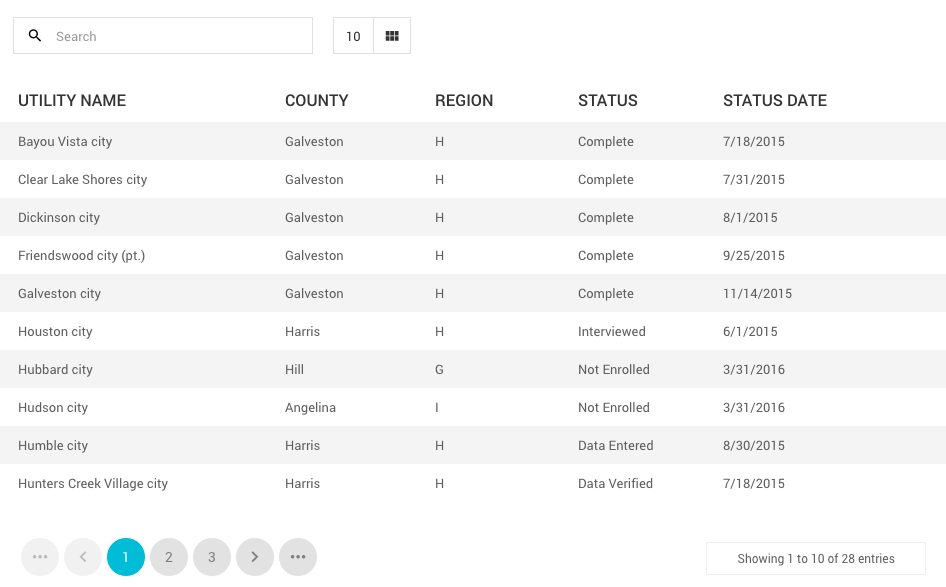 Search 10
UTILITY NAME COUNTY REGION STATUS STATUS DATE
Bayou Vista city Galveston H Complete 7/18/2015
Clear Lake Shores city Galveston H Complete 7/31/2015
Dickinson city Galveston H Complete 8/1/2015
Friendswood city (pt.) Galveston H Complete 9/25/2015
Galveston city Galveston H Complete 11/14/2015
Houston city Harris H Interviewed 6/1/2015
Hubbard city Hill G Not Enrolled 3/31/2016
Hudson city Angelina I Not Enrolled 3/31/2016
Humble city Harris H Data Entered 8/30/2015
Hunters Creek Village city Harris H Data Verified 7/18/2015
1 2 3 Showing 1 to 10 of 28 entries